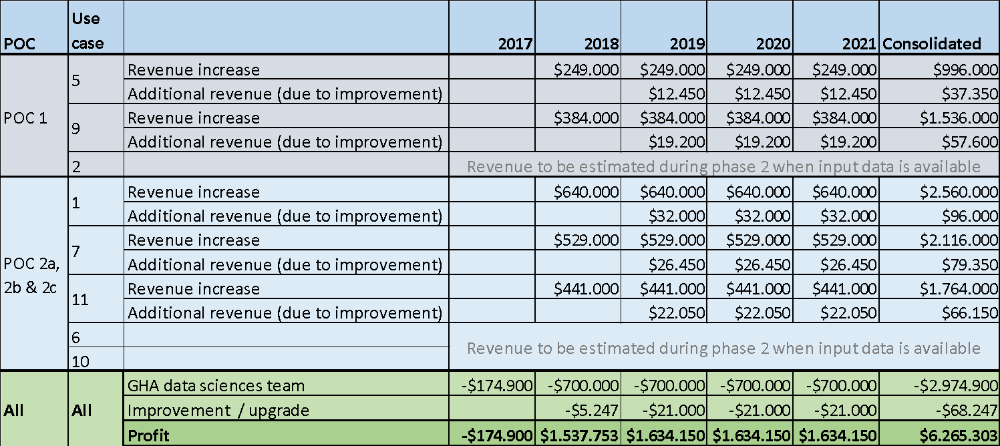 POC Use case 2017 2018 2019 2020 2021 Consolidated
POC 1 5 Revenue increase $249.000 $249.000 $249.000 $249.000 $996.000
Additional revenue (due to improvement) $12.450 $12.450 $12.450 $37.350
9 Revenue increase $384.000 $384.000 $384.000 $384.000 $1.536.000
Additional revenue (due to improvement) $19.200 $19.200 $19.200 $57.600
2 Revenue to be estimated during phase 2 when input data is available
POC 2a, 2b & 2c 1 Revenue increase $640.000 $640.000 $640.000 $640.000 $2.560.000
Additional revenue (due to improvement) $32.000 $32.000 $32.000 $96.000
7 Revenue increase $529.000 $529.000 $529.000 $529.000 $2.116.000
Additional revenue (due to improvement) $26.450 $26.450 $26.450 $79.350
11 Revenue increase $441.000 $441.000 $441.000 $441.000 $1.764.000
Additional revenue (due to improvement) $22.050 $22.050 $22.050 $66.150
6 Revenue to be estimated during phase 2 when input data is available
10
All All GHA data sciences team -$174.900 -$700.000 -$700.000 -$700.000 -$700.000 -$2.974.900
Improvement / upgrade -$5.247 -$21.000 -$21.000 -$21.000 -$68.247
Profit -$174.900 $1.537.753 $1.634.150 $1.634.150 $1.634.150 $6.265.303